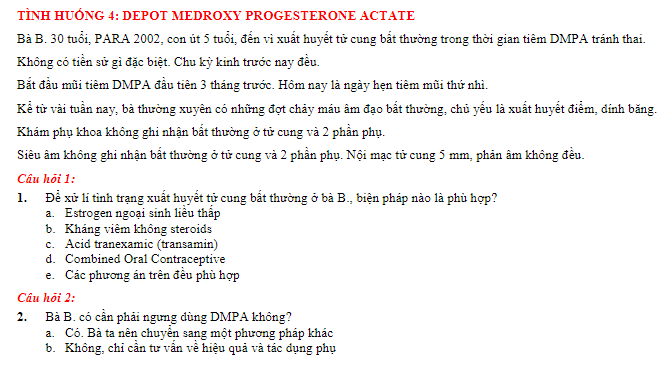 TÌNH HUỐNG 4: DEPOT MEDROXY PROGESTERONE ACTATE
Bà B. 30 tuổi, PARA 2002, con út 5 tuổi, đến vì xuất huyết tử cung bất thường trong thời gian tiêm DMPA tránh thai.
Không có tiền sử gì đặc biệt. Chu kỳ kinh trước nay đều.
Bắt đầu mũi tiêm DMPA đầu tiên 3 tháng trước. Hôm nay là ngày hẹn tiêm mũi thứ nhì.
Kể từ vài tuần nay, bà thường xuyên có những đợt chảy máu âm đạo bất thường, chủ yếu là xuất huyết điểm, dính băng.
Khám phụ khoa không ghi nhận bất thường ở tử cung và 2 phần phụ.
Siêu âm không ghi nhận bất thường ở tử cung và 2 phần phụ. Nội mạc tử cung 5 mm, phản âm không đều.
Câu hỏi 1:
1. Để xử lí tình trạng xuất huyết tử cung bất thường ở bà B., biện pháp nào là phù hợp?
a. Estrogen ngoại sinh liều thấp
b. Kháng viêm không steroids
c. Acid tranexamic (transamin)
d. Combined Oral Contraceptive
e. Các phương án trên đều phù hợp
Câu hỏi 2:
2. Bà B. có cần phải ngưng dùng DMPA không?
a. Có. Bà ta nên chuyển sang một phương pháp khác
b. Không, chỉ cần tư vấn về hiệu quả và tác dụng phụ